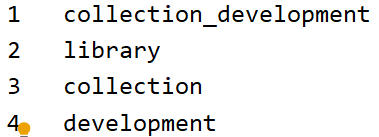 1 collection_development
2 library
3 collection
4 development